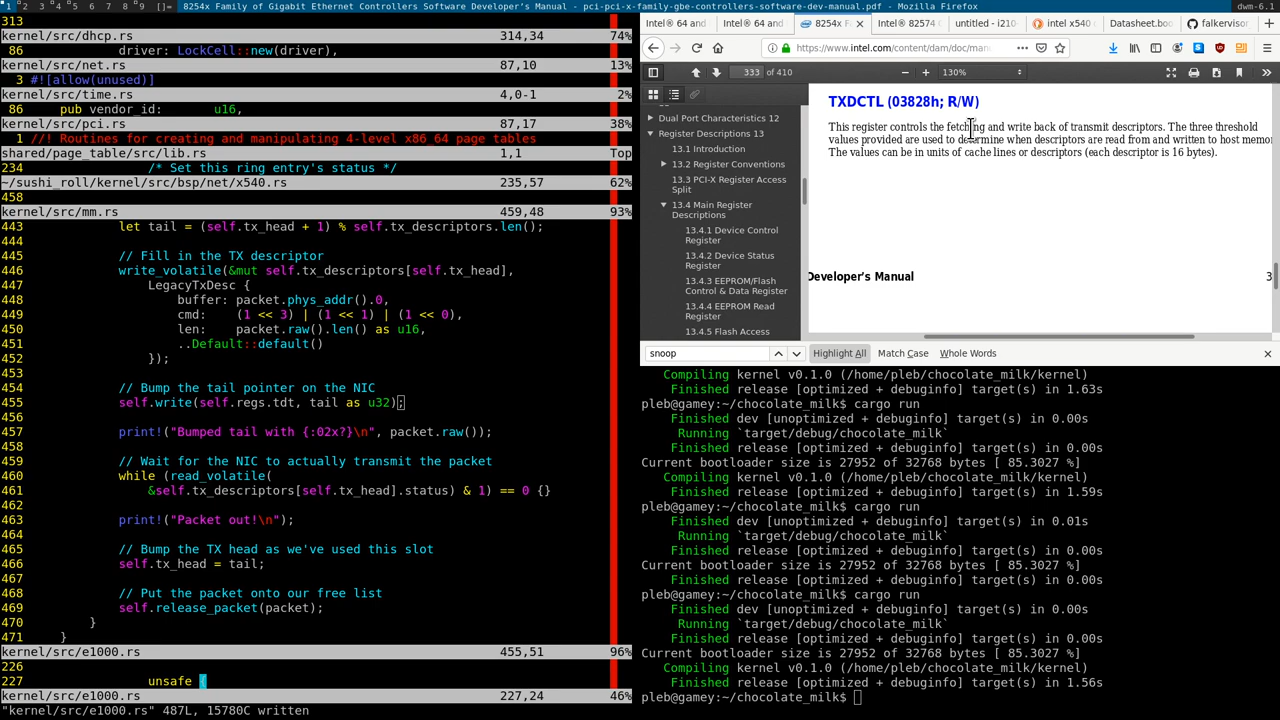 1 2 3 4 5 6 7 8 9 []= 8254x Family of Gigabit Ethernet Controllers Software Developer's Manual - pci-pci-x-family-gbe-controllers-software-dev-manual.pdf - Mozilla Firefox dwm-6.1
313
kernel/src/dhcp.rs 314,34 74%
86 driver: LockCell::new(driver),
kernel/src/net.rs 87,10 13%
3 #![allow(unused)]
kernel/src/time.rs 4,0-1 2%
86 pub vendor_id: u16,
kernel/src/pci.rs 87,17 38%
1 //! Routines for creating and manipulating 4-level x86_64 page tables
shared/page_table/src/lib.rs 1,1 Top
234 /* Set this ring entry's status */
~/sushi_roll/kernel/src/bsp/net/x540.rs 235,57 62%
458
kernel/src/mm.rs 459,48 93%
443 let tail = (self.tx_head + 1) % self.tx_descriptors.len();
444
445 // Fill in the TX descriptor
446 write_volatile(&mut self.tx_descriptors[self.tx_head],
447 LegacyTxDesc {
448 buffer: packet.phys_addr().0,
449 cmd: (1 << 3) | (1 << 1) | (1 << 0),
450 len: packet.raw().len() as u16,
451 ..Default::default()
452 });
453
454 // Bump the tail pointer on the NIC
455 self.write(self.regs.tdt, tail as u32);
456
457 print!("Bumped tail with {:02x?}\n", packet.raw());
458
459 // Wait for the NIC to actually transmit the packet
460 while (read_volatile(
461 &self.tx_descriptors[self.tx_head].status) & 1) == 0 {}
462
463 print!("Packet out!\n");
464
465 // Bump the TX head as we've used this slot
466 self.tx_head = tail;
467
468 // Put the packet onto our free list
469 self.release_packet(packet);
470 }
471 }
kernel/src/e1000.rs 455,51 96%
226
227 unsafe {
kernel/src/e1000.rs 227,24 46%
"kernel/src/e1000.rs" 487L, 15780C written
Intel® 64 and Intel® 64 and 8254x F Intel® 82574 untitled - i210- intel x540 Datasheet.bo falkervisor
https://www.intel.com/content/dam/doc/man
333 of 410 130%
Dual Port Characteristics 12
Register Descriptions 13
13.1 Introduction
13.2 Register Conventions
13.3 PCI-X Register Access
Split
13.4 Main Register
Descriptions
13.4.1 Device Control
Register
13.4.2 Device Status
Register
13.4.3 EEPROM/Flash
Control & Data Register
13.4.4 EEPROM Read
Register
13.4.5 Flash Access
TXDCTL (03828h; R/W)
This register controls the fetching and write back of transmit descriptors. The three threshold
values provided are used to determine when descriptors are read from and written to host memor
The values can be in units of cache lines or descriptors (each descriptor is 16 bytes).
Developer's Manual 3
snoop Highlight All Match Case Whole Words
Compiling kernel v0.1.0 (/home/pleb/chocolate_milk/kernel)
Finished release [optimized + debuginfo] target(s) in 1.63s
pleb@gamey:~/chocolate_milk$ cargo run
Finished dev [unoptimized + debuginfo] target(s) in 0.00s
Running `target/debug/chocolate_milk`
Finished release [optimized + debuginfo] target(s) in 0.00s
Current bootloader size is 27952 of 32768 bytes [ 85.3027 %]
Compiling kernel v0.1.0 (/home/pleb/chocolate_milk/kernel)
Finished release [optimized + debuginfo] target(s) in 1.59s
pleb@gamey:~/chocolate_milk$ cargo run
Finished dev [unoptimized + debuginfo] target(s) in 0.01s
Running `target/debug/chocolate_milk`
Finished release [optimized + debuginfo] target(s) in 0.00s
Current bootloader size is 27952 of 32768 bytes [ 85.3027 %]
Finished release [optimized + debuginfo] target(s) in 0.00s
pleb@gamey:~/chocolate_milk$ cargo run
Finished dev [unoptimized + debuginfo] target(s) in 0.00s
Running `target/debug/chocolate_milk`
Finished release [optimized + debuginfo] target(s) in 0.00s
Current bootloader size is 27952 of 32768 bytes [ 85.3027 %]
Compiling kernel v0.1.0 (/home/pleb/chocolate_milk/kernel)
Finished release [optimized + debuginfo] target(s) in 1.56s
pleb@gamey:~/chocolate_milk$